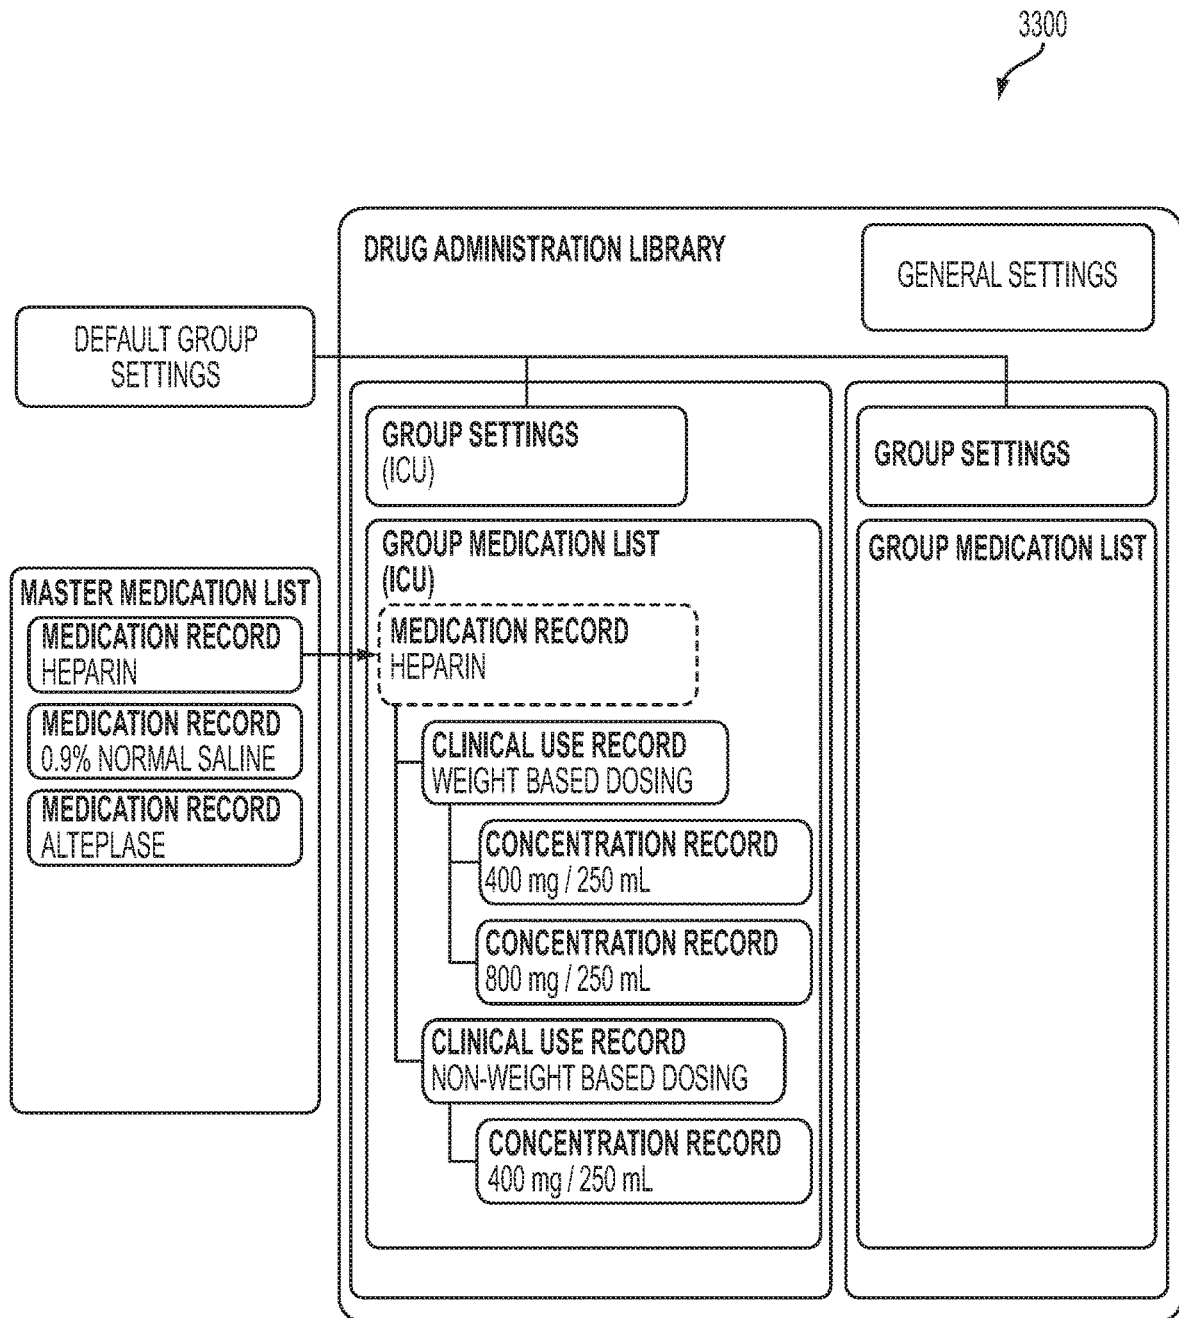 3300
DRUG ADMINISTRATION LIBRARY
GENERAL SETTINGS
DEFAULT GROUP
SETTINGS
GROUP SETTINGS
(ICU)
GROUP SETTINGS
GROUP MEDICATION LIST
(ICU)
GROUP MEDICATION LIST
MASTER MEDICATION LIST
MEDICATION RECORD
HEPARIN
MEDICATION RECORD
0.9% NORMAL SALINE
MEDICATION RECORD
ALTEPLASE
MEDICATION RECORD
HEPARIN
CLINICAL USE RECORD
WEIGHT BASED DOSING
CONCENTRATION RECORD
400 mg / 250 mL
CONCENTRATION RECORD
800 mg / 250 mL
CLINICAL USE RECORD
NON-WEIGHT BASED DOSING
CONCENTRATION RECORD
400 mg / 250 mL